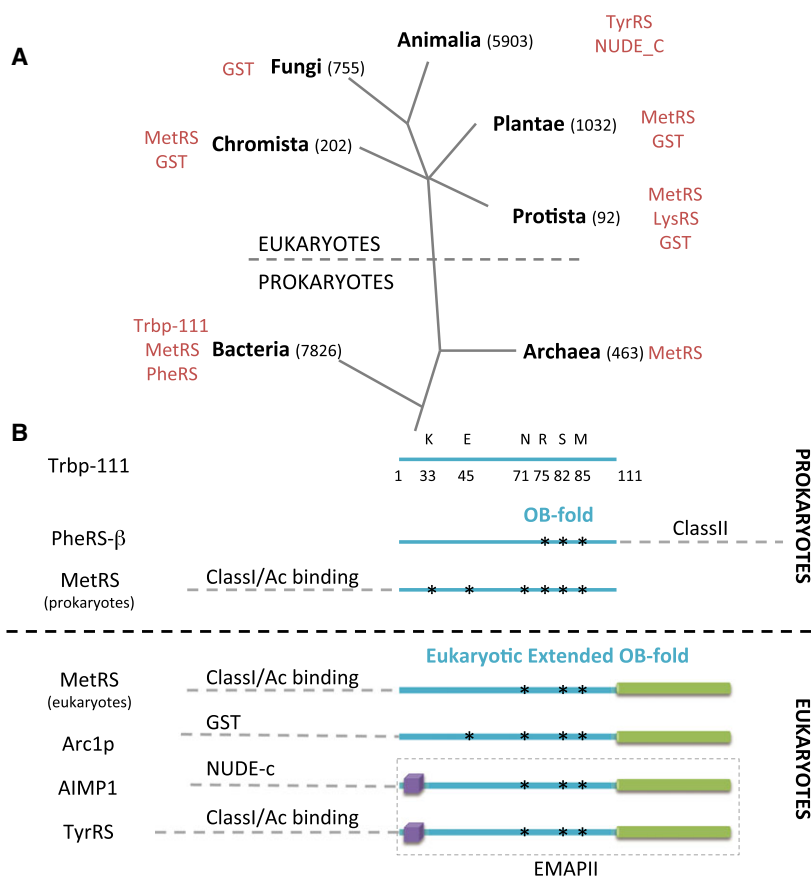 A
TyrRS
NUDE_C
Animalia (5903)
GST Fungi (755)
Plantae (1032)
MetRS
GST
MetRS
GST
Chromista (202)
Protista (92)
MetRS
LysRS
GST
EUKARYOTES
PROKARYOTES
Trbp-111
MetRS
PheRS
Bacteria (7826)
Archaea (463) MetRS
B
K E N R S M
Trbp-111
1 33 45 71 75 82 85 111
OB-fold
PheRS-β * * * ClassII
MetRS
(prokaryotes)
ClassI/Ac binding
* * * * * *
PROKARYOTES
Eukaryotic Extended OB-fold
MetRS
(eukaryotes)
ClassI/Ac binding
* * *
GST
Arc1p * * * *
NUDE-c
AIMP1 * * *
ClassI/Ac binding
TyrRS * * *
EMAPII
EUKARYOTES